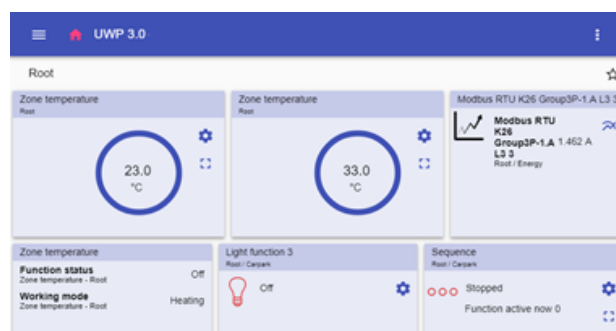 UWP 3.0
Root
Zone temperature
Root
23.0
°C
Zone temperature
Root
33.0
°C
Modbus RTU K26 Group3P-1.A L3 3
Modbus RTU
K26
Group3P-1.A 1.462 A
L3 3
Root / Energy
Zone temperature
Function status
Zone temperature - Root
Off
Working mode
Zone temperature - Root
Heating
Light function 3
Root / Carpark
Off
Sequence
Root / Carpark
Stopped
Function active now 0